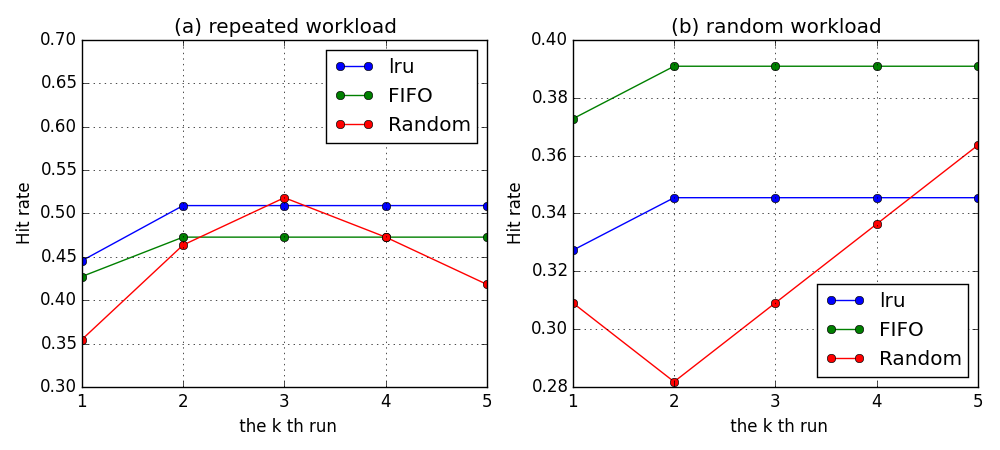 (a) repeated workload
0.70
0.65
0.60
0.55
0.50
0.45
0.40
0.35
0.30
Hit rate
lru
FIFO
Random
1 2 3 4 5
the k th run
(b) random workload
0.40
0.38
0.36
0.34
0.32
0.30
0.28
Hit rate
lru
FIFO
Random
1 2 3 4 5
the k th run